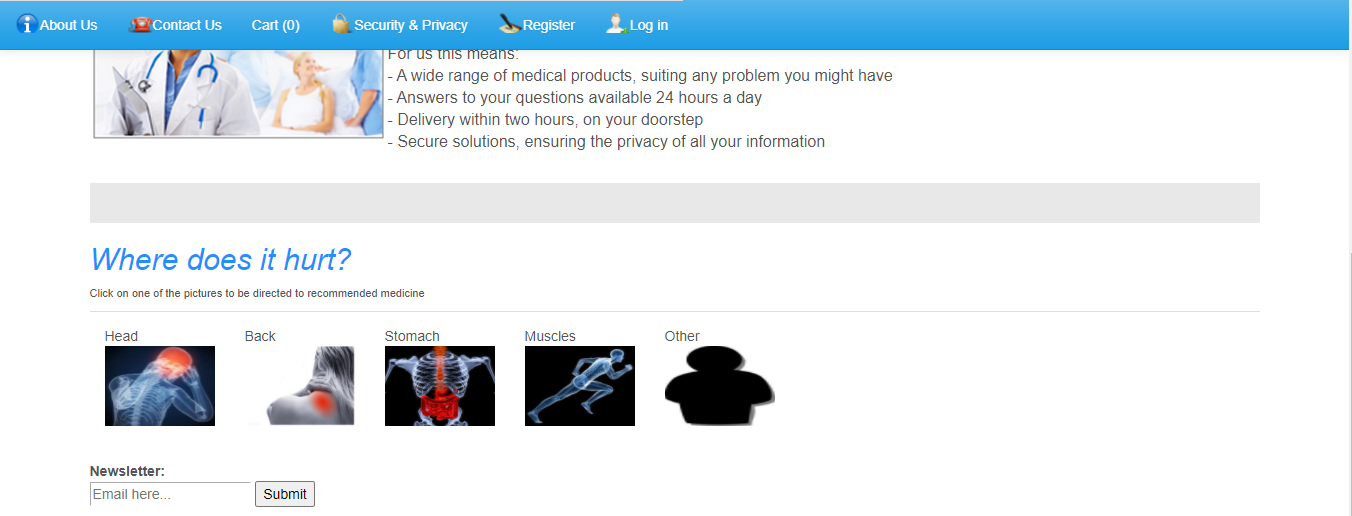 About Us Contact Us Cart (0) Security & Privacy Register Log in
For us this means:
- A wide range of medical products, suiting any problem you might have
- Answers to your questions available 24 hours a day
- Delivery within two hours, on your doorstep
- Secure solutions, ensuring the privacy of all your information
Where does it hurt?
Click on one of the pictures to be directed to recommended medicine
Head Back Stomach Muscles Other
Newsletter:
Email here... Submit